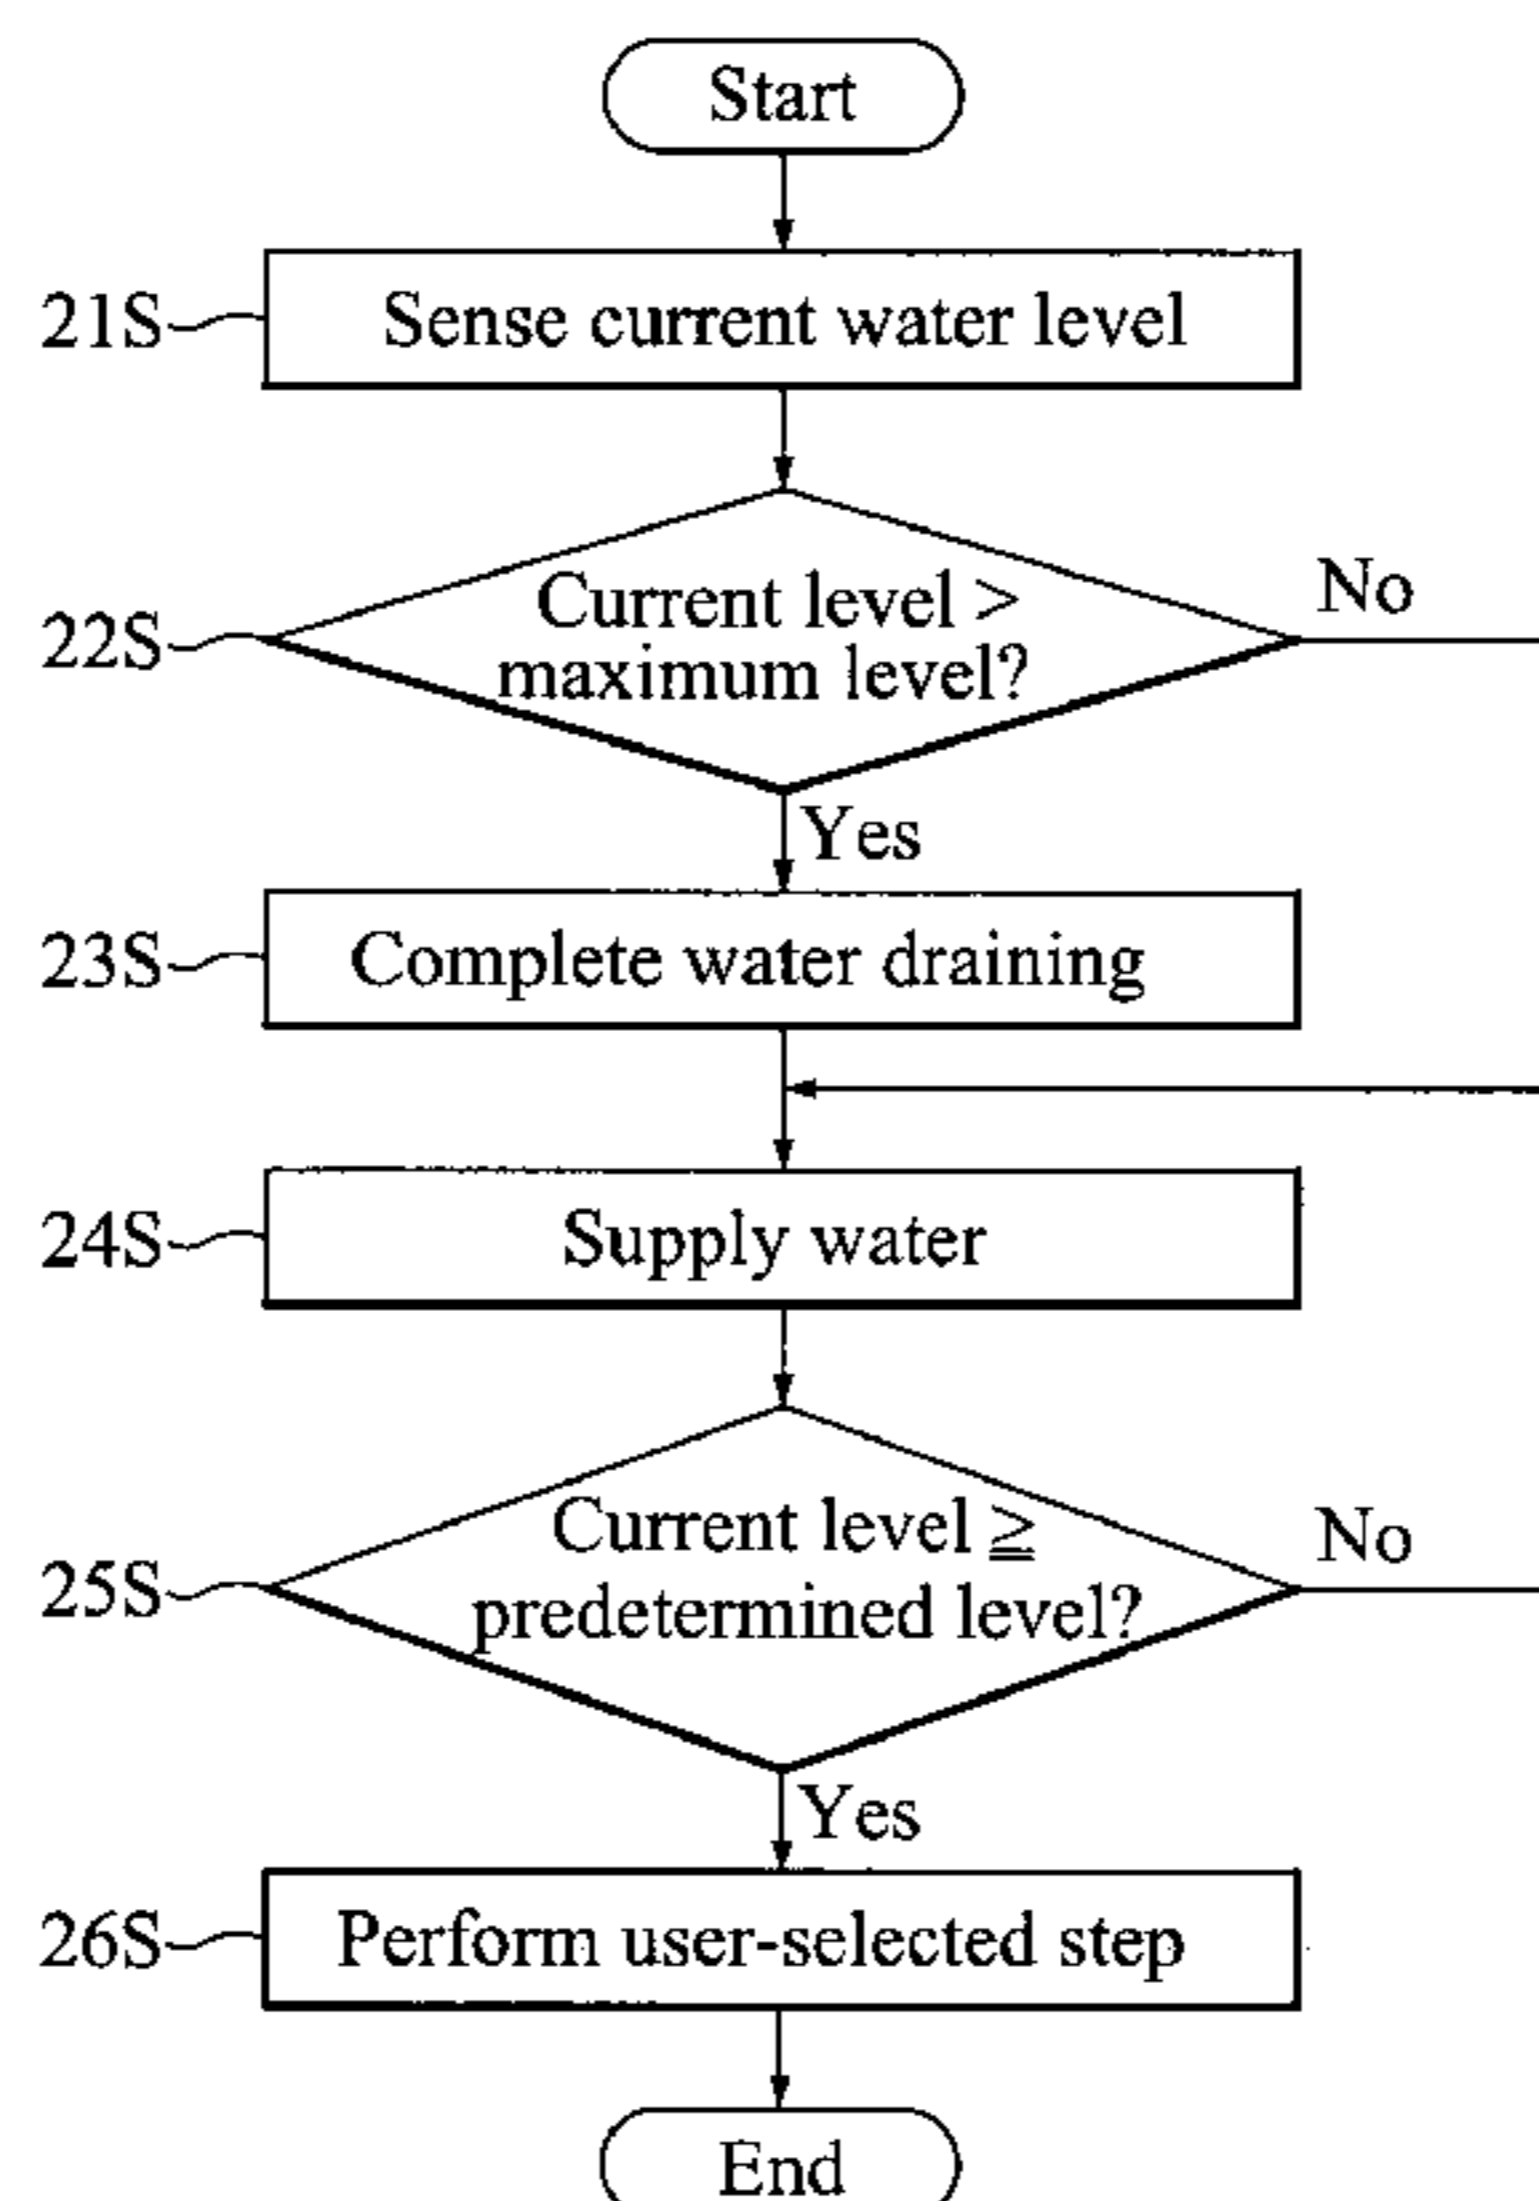 Start
21S
Sense current water level
22S
Current level >
maximum level?
No
Yes
23S
Complete water draining
24S
Supply water
25S
Current level ≧
predetermined level?
No
Yes
26S
Perform user-selected step
End